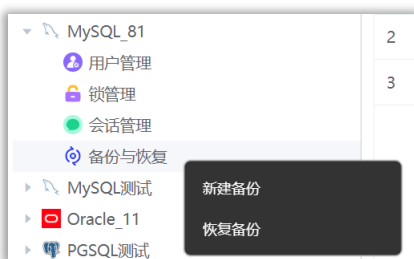 MySQL_81
2
用户管理
锁管理
3
会话管理
备份与恢复
MySQL测试
新建备份
Oracle_11
恢复备份
PGSQL测试